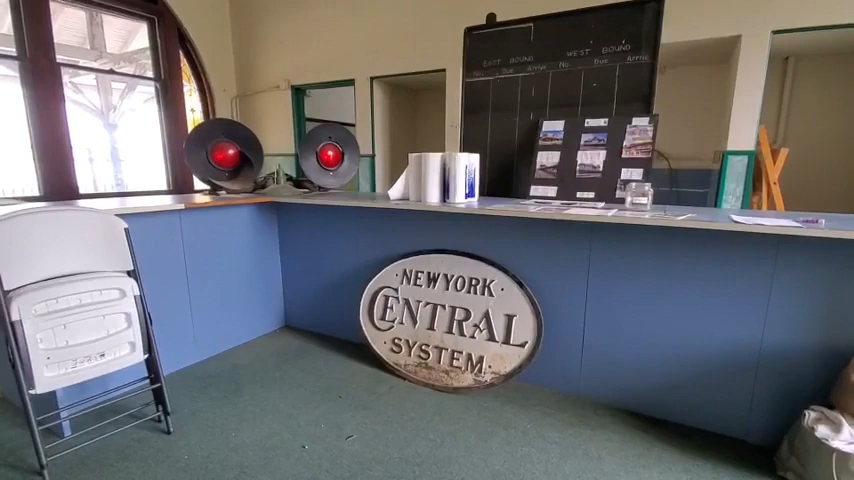 EAST BOUND
WEST BOUND
No. Due Arrive No. Due Arrive
NEW YORK
CENTRAL
SYSTEM